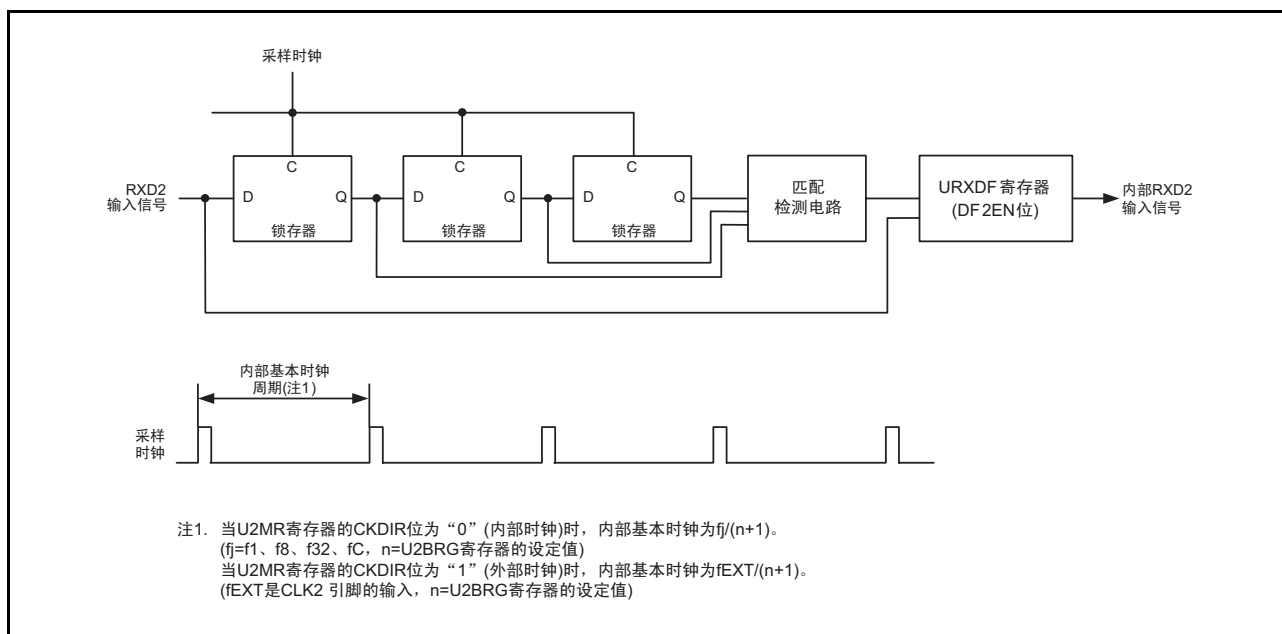 采样时钟
C
C
C
RXD2
输入信号
D
Q
D
Q
D
Q
锁存器
锁存器
锁存器
匹配
检测电路
URXDF寄存器
(DF2EN位)
内部RXD2
输入信号
内部基本时钟
周期(注1)
采样
时钟
注1. 当U2MR寄存器的CKDIR位为“0”(内部时钟)时，内部基本时钟为fj/(n+1)。
(fj=f1、f8、f32、fC，n=U2BRG寄存器的设定值)
当U2MR寄存器的CKDIR位为“1”(外部时钟)时，内部基本时钟为fEXT/(n+1)。
(fEXT是CLK2 引脚的输入，n=U2BRG寄存器的设定值)